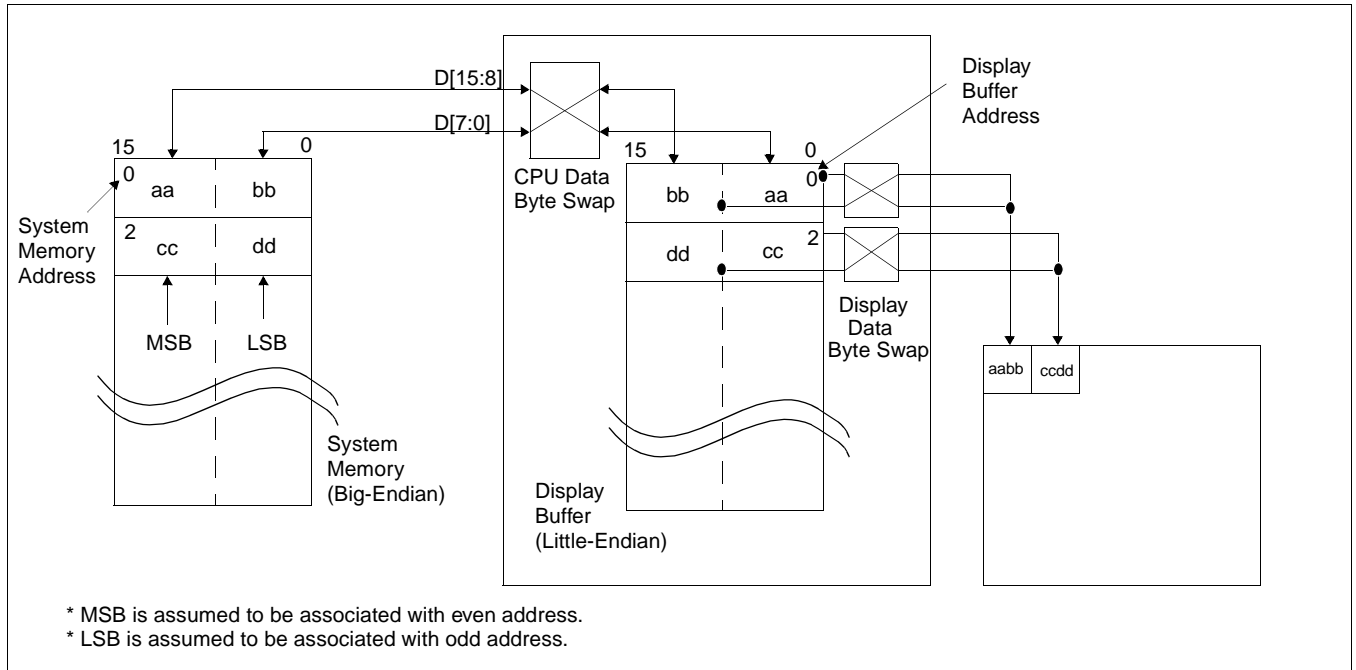 D[15:8]
D[7:0]
Display
Buffer
Address
15
0
0
aa
bb
2
cc
dd
MSB
LSB
System
Memory
Address
System
Memory
(Big-Endian)
CPU Data
Byte Swap
15
0
bb
aa
0
dd
cc
2
Display
Data
Byte Swap
aabb
ccdd
Display
Buffer
(Little-Endian)
* MSB is assumed to be associated with even address.
* LSB is assumed to be associated with odd address.